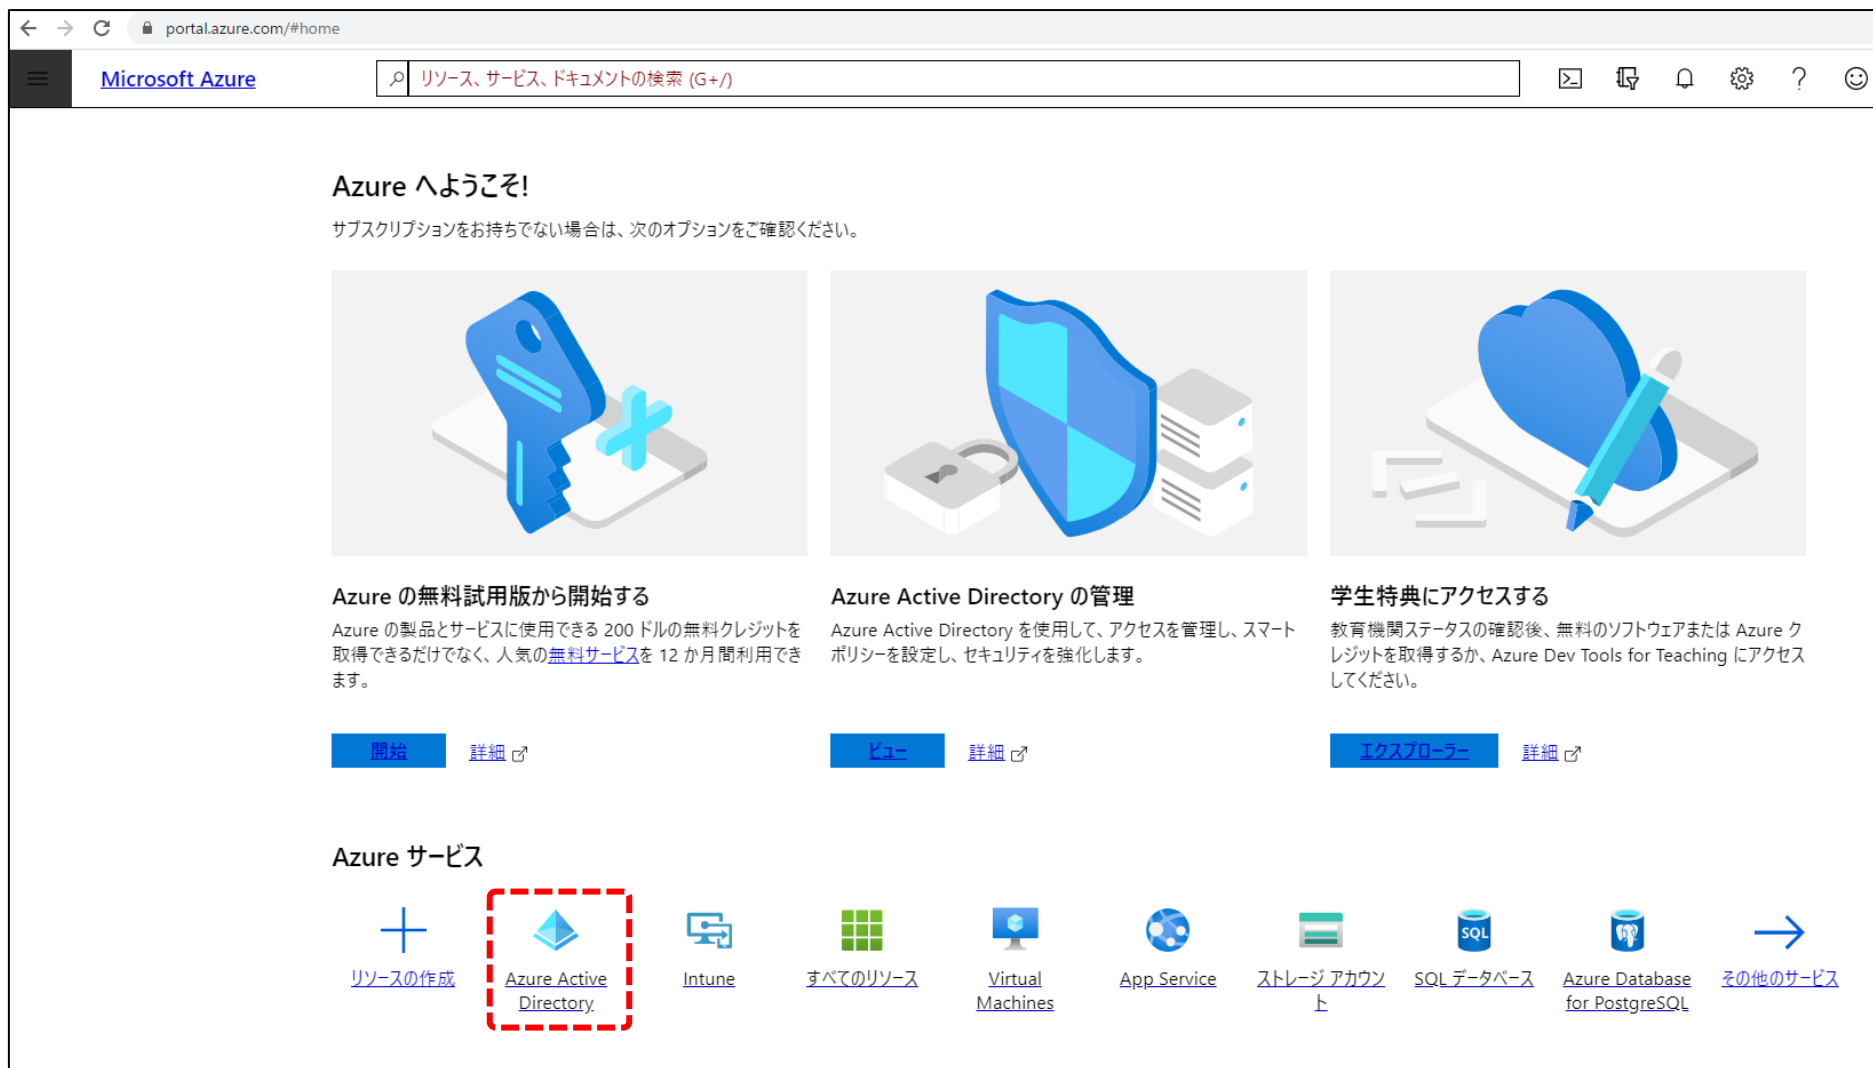 portal.azure.com/#home
Microsoft Azure
リソース、サービス、ドキュメントの検索 (G+/)
Azure へようこそ!
サブスクリプションをお持ちでない場合は、次のオプションをご確認ください。
Azure の無料試用版から開始する
Azure の製品とサービスに使用できる 200 ドルの無料クレジットを
取得できるだけでなく、人気の無料サービスを 12 か月間利用でき
ます。
開始 詳細
Azure Active Directory の管理
Azure Active Directory を使用して、アクセスを管理し、スマート
ポリシーを設定し、セキュリティを強化します。
ビュー 詳細
学生特典にアクセスする
教育機関ステータスの確認後、無料のソフトウェアまたは Azure ク
レジットを取得するか、Azure Dev Tools for Teaching にアクセス
してください。
エクスプローラー 詳細
Azure サービス
リソースの作成
Azure Active
Directory
Intune
すべてのリソース
Virtual
Machines
App Service
ストレージ アカウン
ト
SQL
SQL データベース
Azure Database
for PostgreSQL
その他のサービス